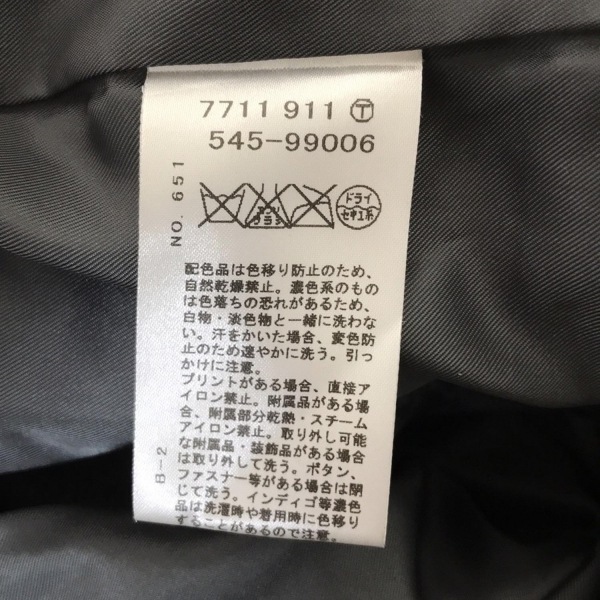 7711 911 Ⓣ
545-99006
NO. 651
ドライ
セキユ系
配色品は色移り防止のため、
自然乾燥禁止。濃色系のもの
は色落ちの恐れがあるため、
白物・淡色物と一緒に洗わな
い。汗をかいた場合、変色防
止のため速やかに洗う。引っ
かけに注意。
プリントがある場合、直接ア
イロン禁止。附属品がある場
合、附属部分乾熱・スチーム
アイロン禁止。取り外し可能
な附属品・装飾品がある場合
は取り外して洗う。ボタン、
ファスナー等がある場合は閉
じて洗う。インディゴ等濃色
品は洗濯時や着用時に色移り
することがあるので注意。
B-2